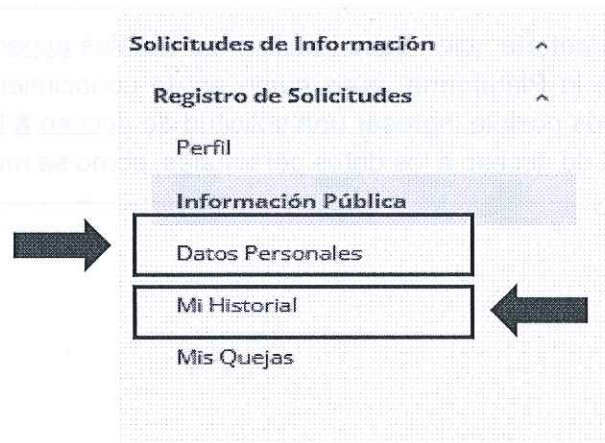 Solicitudes de Información
Registro de Solicitudes
Perfil
Información Pública
Datos Personales
Mi Historial
Mis Quejas